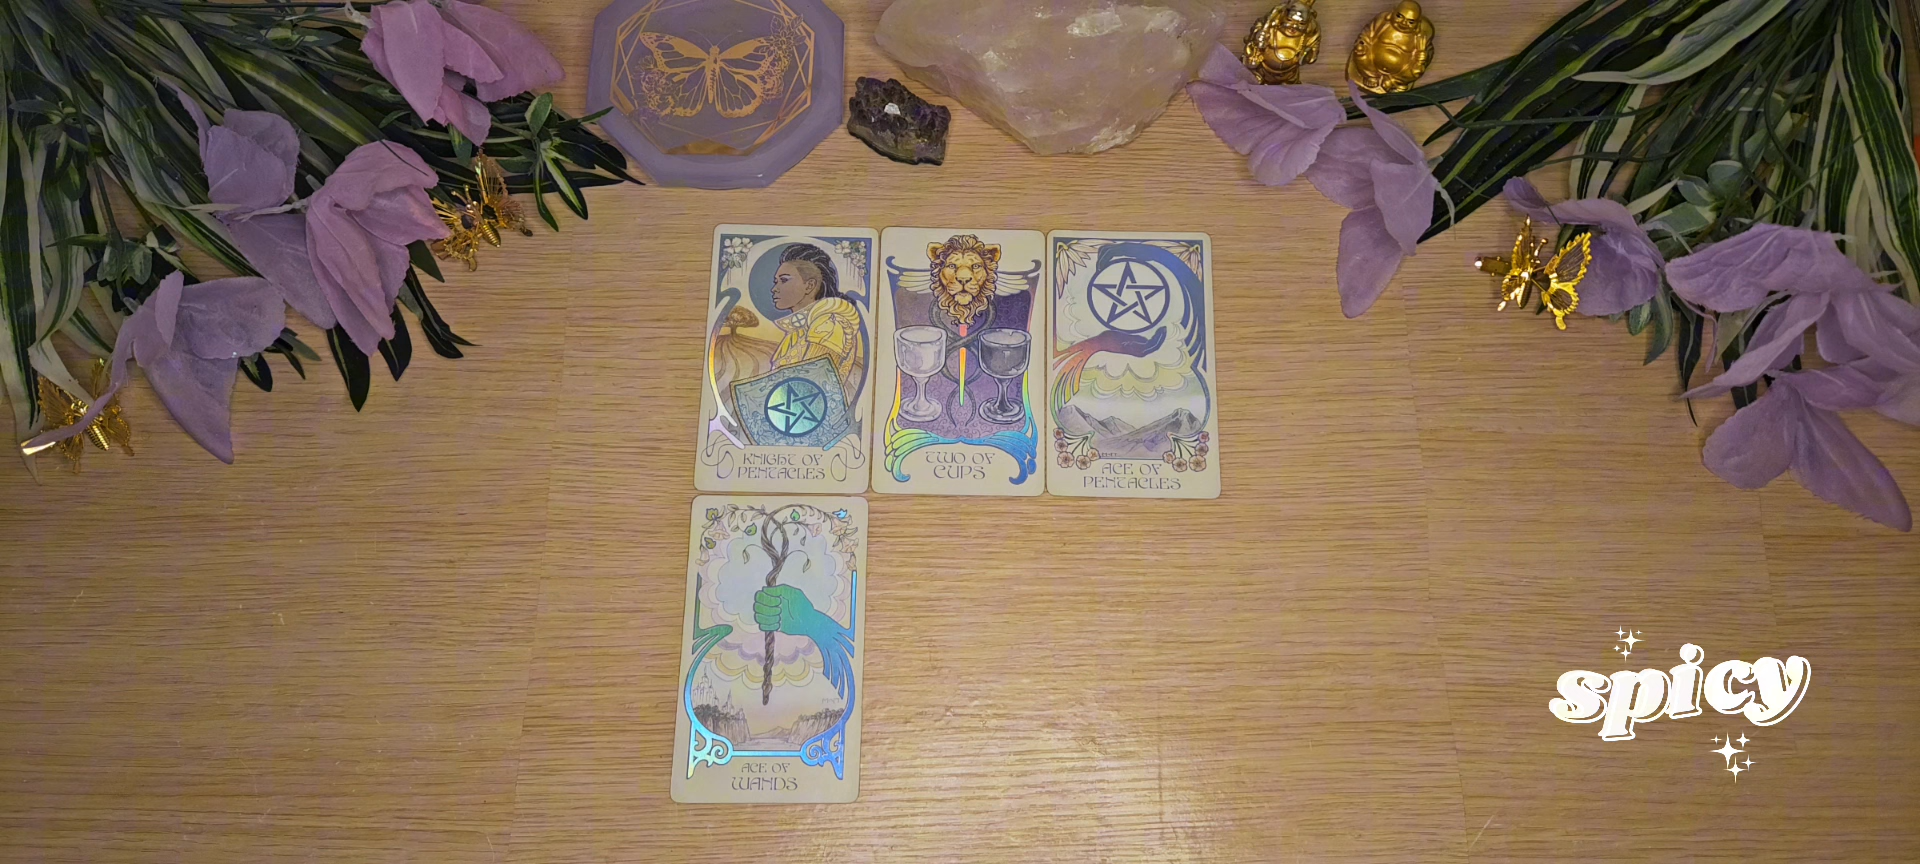 KNIGHT OF
PENTACLES
TWO OF
CUPS
ACE OF
PENTACLES
ACE OF
WANDS
spicy